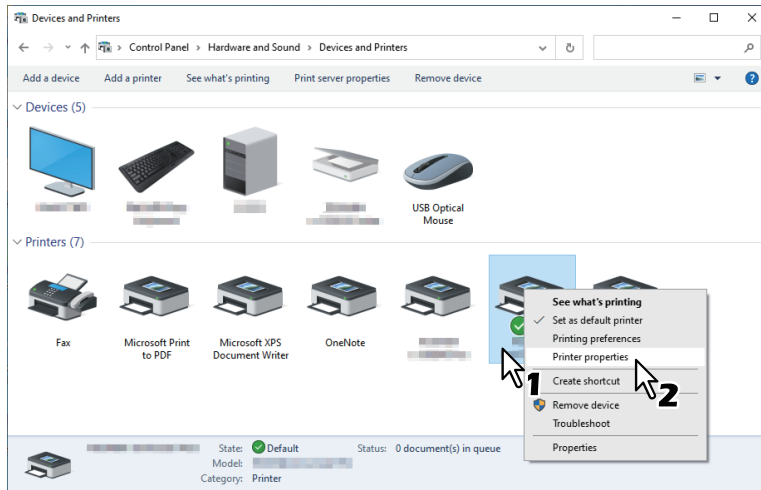 Devices and Printers
Control Panel > Hardware and Sound > Devices and Printers
Add a device Add a printer See what's printing Print server properties Remove device
Devices (5)
USB Optical
Mouse
Printers (7)
Fax
Microsoft Print
to PDF
Microsoft XPS
Document Writer
OneNote
See what's printing
Set as default printer
Printing preferences
Printer properties
1
Create shortcut
2
Remove device
Troubleshoot
Properties
State: Default Status: 0 document(s) in queue
Model:
Category: Printer